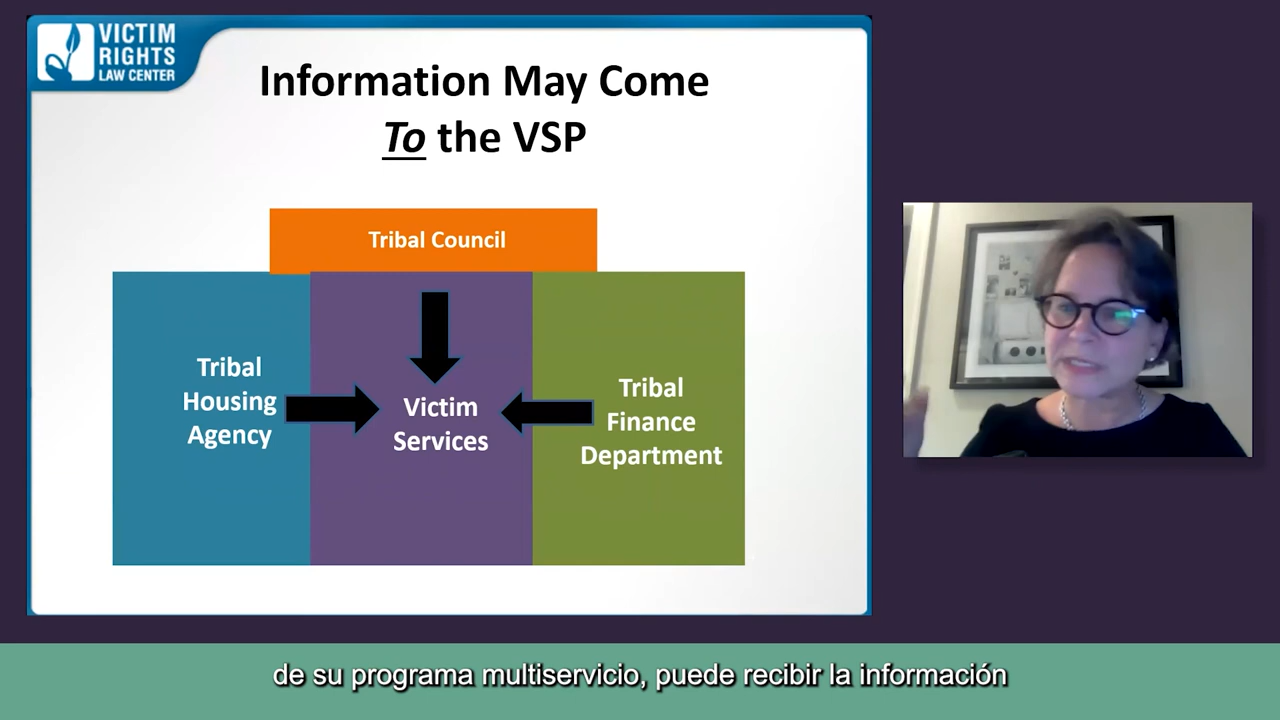 VICTIM
RIGHTS
LAW CENTER
Information May Come
To the VSP
Tribal Council
Tribal
Housing
Agency
Victim
Services
Tribal
Finance
Department
de su programa multiservicio, puede recibir la información